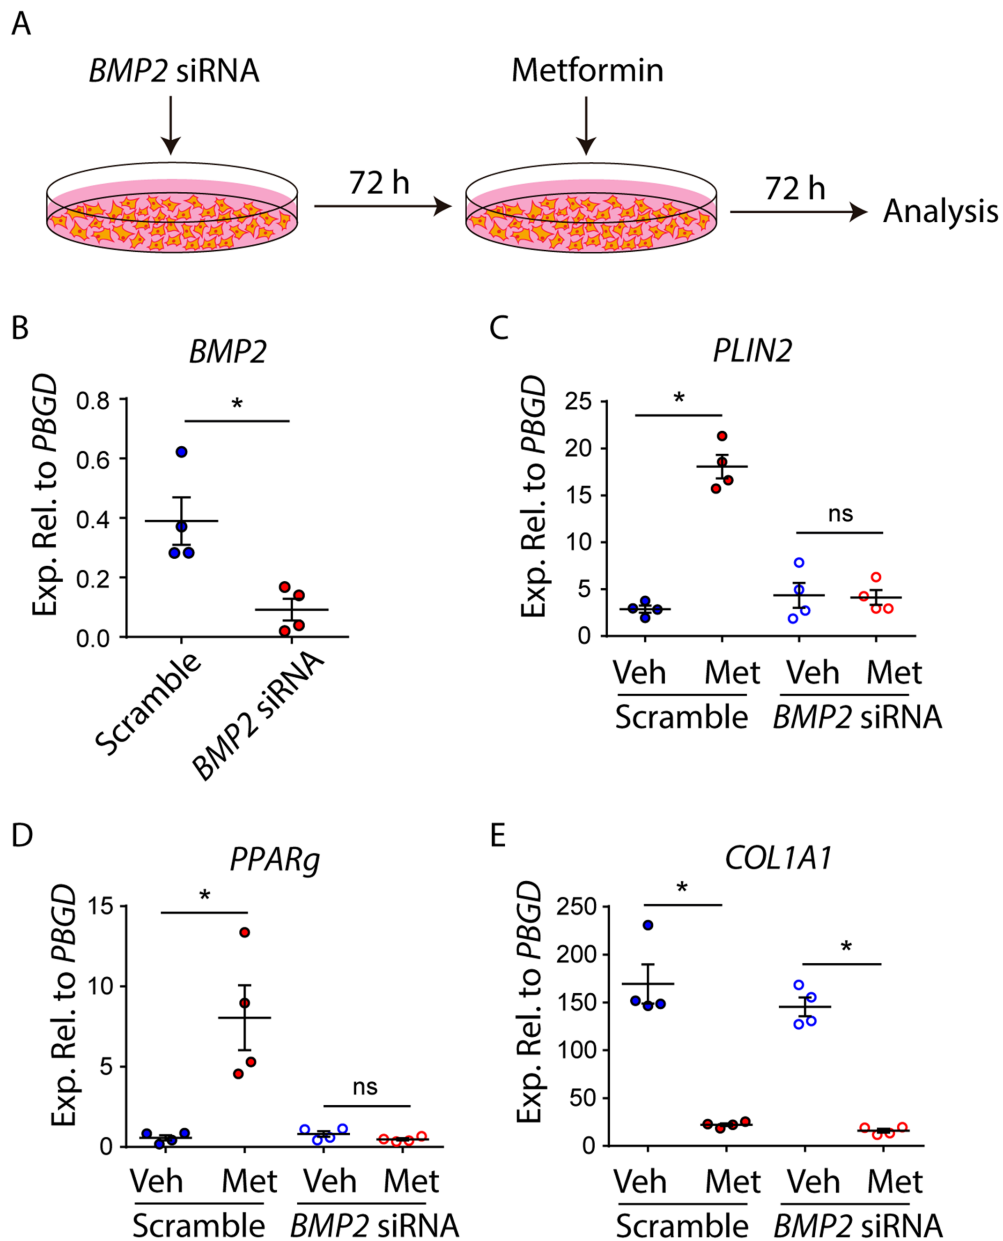 A
BMP2 siRNA
Metformin
72 h
72 h
Analysis
B
BMP2
Exp. Rel. to PBGD
0.8
0.6
0.4
0.2
0.0
*
Scramble
BMP2 siRNA
C
PLIN2
Exp. Rel. to PBGD
25
20
15
10
5
0
*
ns
Veh Met Veh Met
Scramble BMP2 siRNA
D
PPARg
Exp. Rel. to PBGD
15
10
5
0
*
ns
Veh Met Veh Met
Scramble BMP2 siRNA
E
COL1A1
Exp. Rel. to PBGD
250
200
150
100
50
0
*
*
Veh Met Veh Met
Scramble BMP2 siRNA